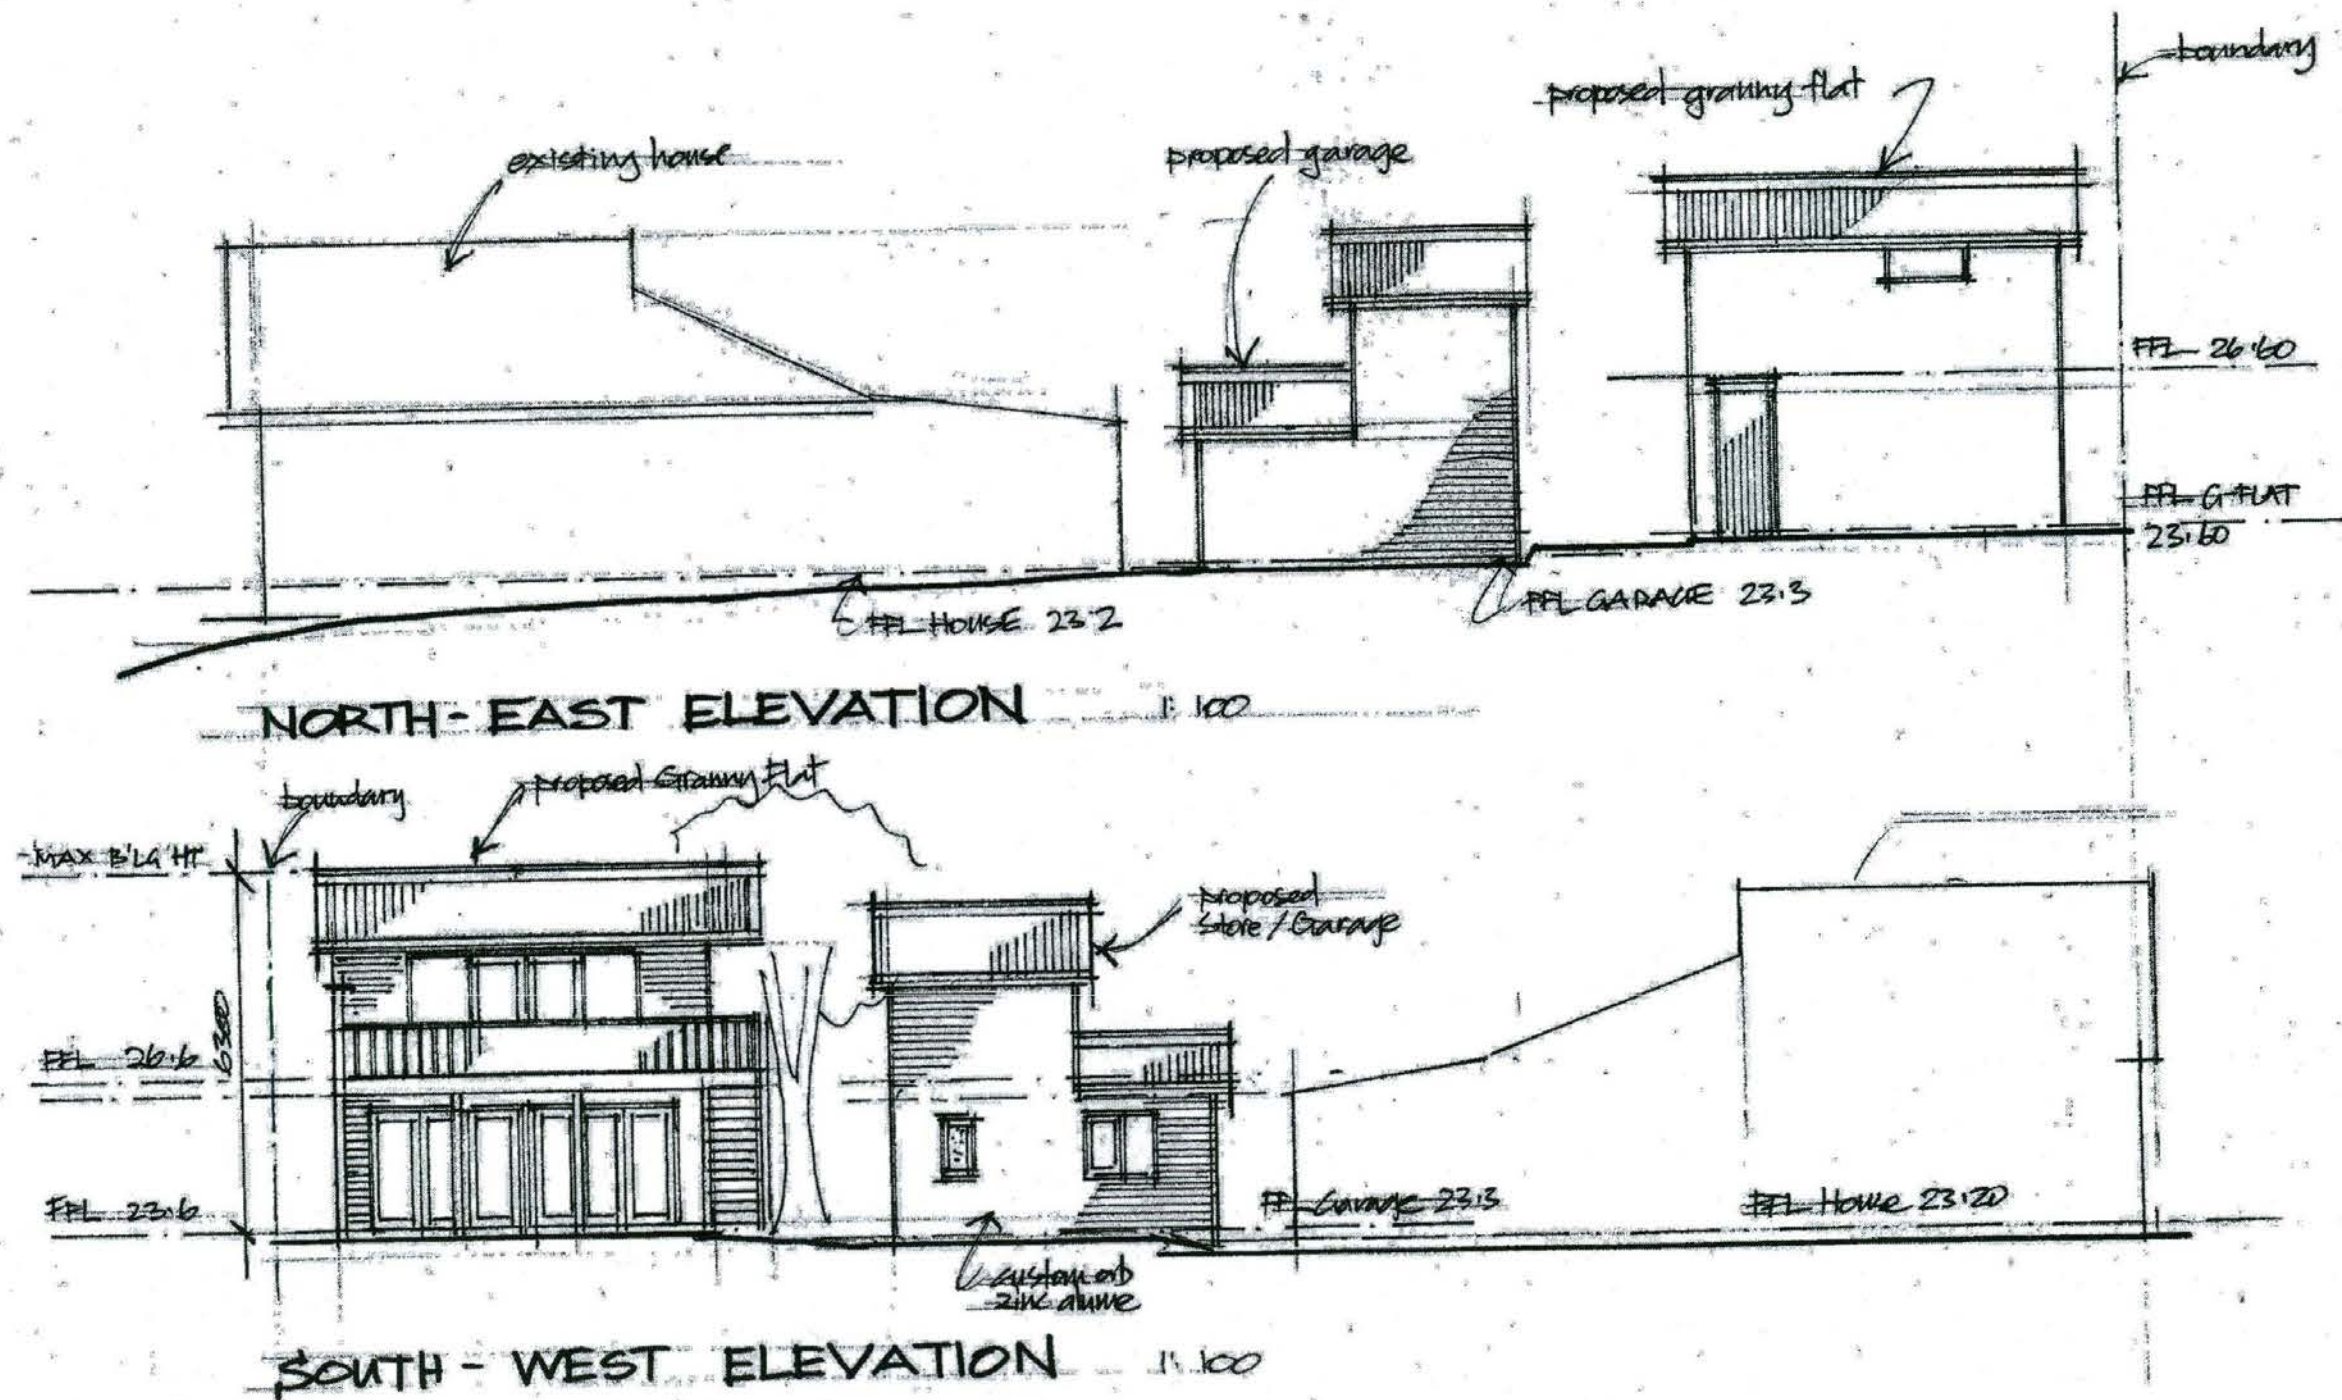 boundary
proposed granny flat
existing house
proposed garage
FFL 26.60
FFL G-FLAT
23.60
FFL GARAGE 23.3
FFL HOUSE 23.2
NORTH-EAST ELEVATION 1:100
proposed Granny Flat
boundary
MAX B'LG HT
proposed
Store / Garage
6300
FFL 26.6
FFL 23.6
FFL Garage 23.3
FFL House 23.20
custom orb
zinc alume
SOUTH-WEST ELEVATION 1:100